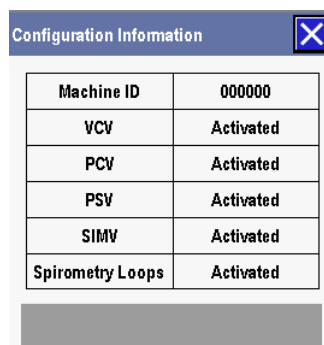 Configuration Information
Machine ID 000000
VCV Activated
PCV Activated
PSV Activated
SIMV Activated
Spirometry Loops Activated